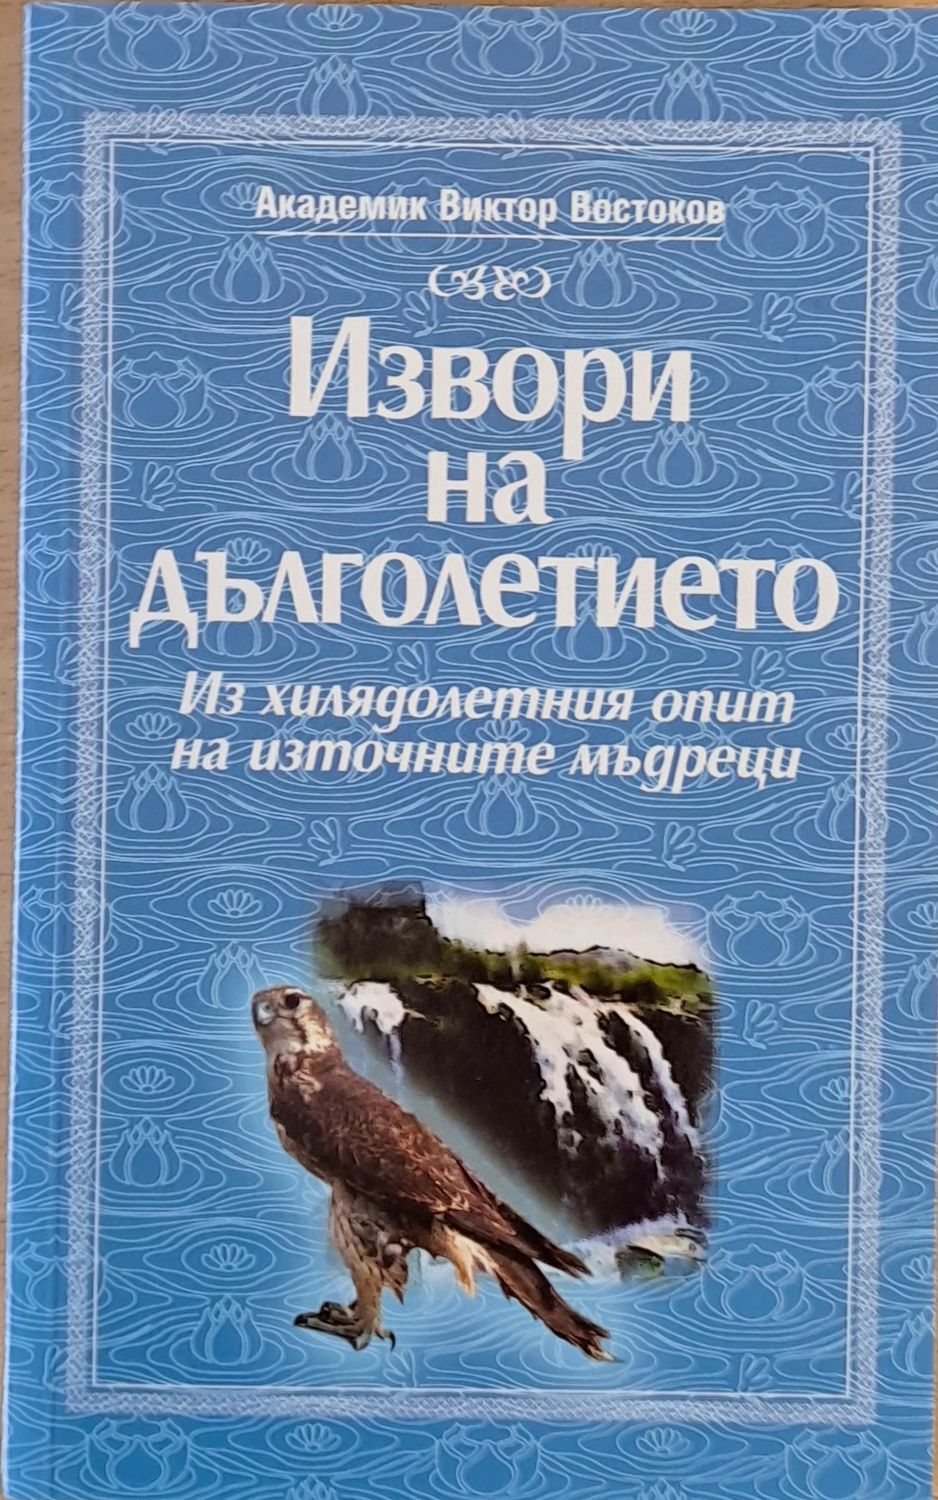 Академик Виктор Востоков
Извори
на
дълголетието
Из хилядолетния опит
на източните мъдреци